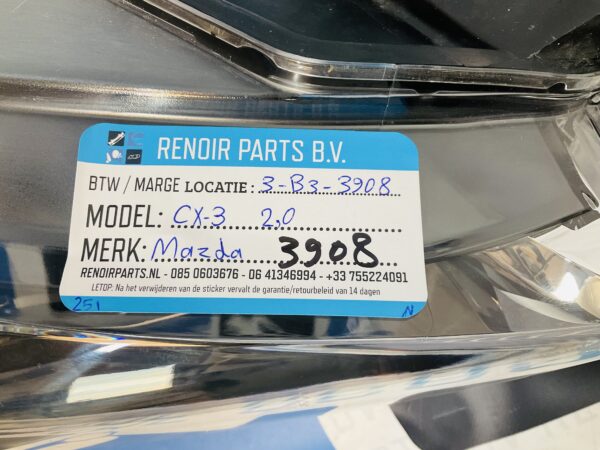 RENOIR PARTS B.V.
BTW / MARGE LOCATIE: 3-B3-3908
MODEL: CX-3 2,0
MERK: Mazda 3908
RENOIRPARTS.NL - 085 0603676 - 06 41346994 - +33 755224091
LETOP: Na het verwijderen van de sticker vervalt de garantie/retourbeleid van 14 dagen
251 N